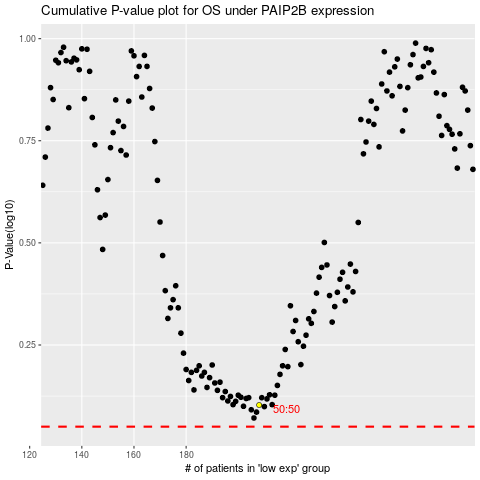 Cumulative P-value plot for OS under PAIP2B expression
P-Value(log10)
1.00
0.75
0.50
0.25
50:50
120 140 160 180
# of patients in 'low exp' group